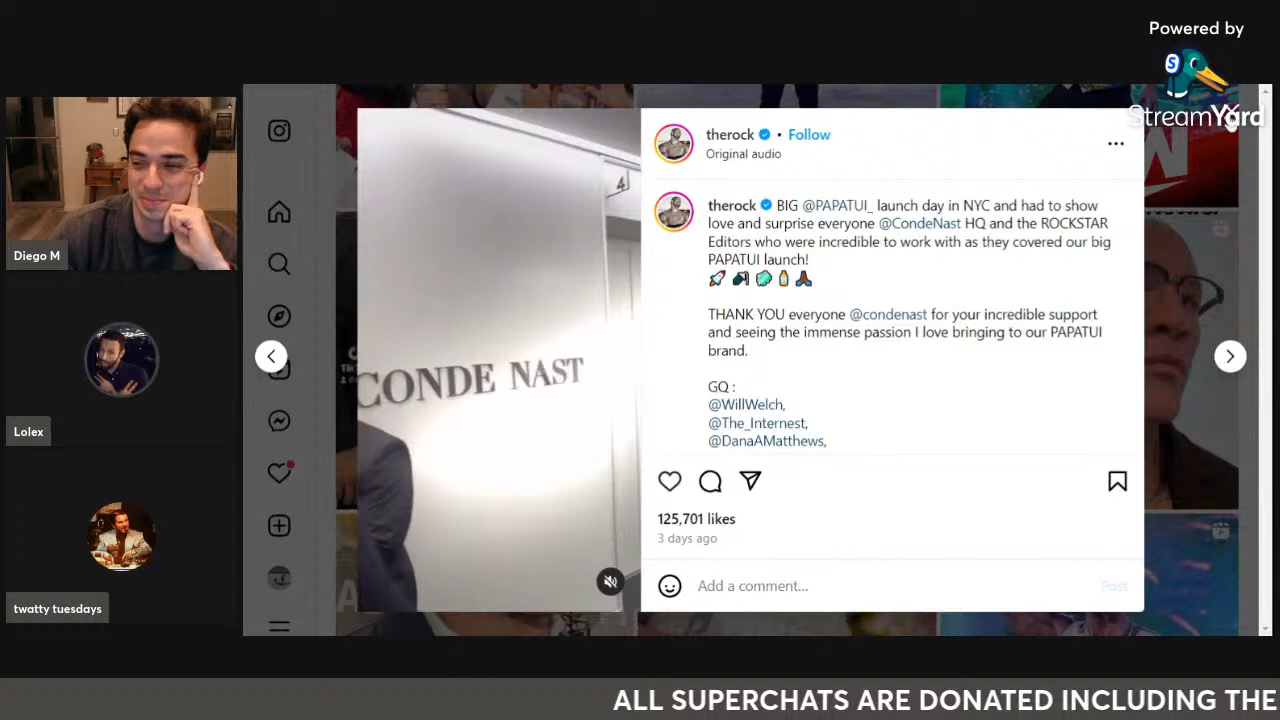 Powered by
StreamYard
Diego M
Lolex
twatty tuesdays
4
CONDE NAST
therock • Follow
Original audio
therock BIG @PAPATUI_ launch day in NYC and had to show
love and surprise everyone @CondeNast HQ and the ROCKSTAR
Editors who were incredible to work with as they covered our big
PAPATUI launch!
🚀 🧼 🧴 🙏🏾
THANK YOU everyone @condenast for your incredible support
and seeing the immense passion I love bringing to our PAPATUI
brand.
GQ :
@WillWelch,
@The_Internest,
@DanaAMatthews,
125,701 likes
3 days ago
Add a comment...
Post
ALL SUPERCHATS ARE DONATED INCLUDING THE